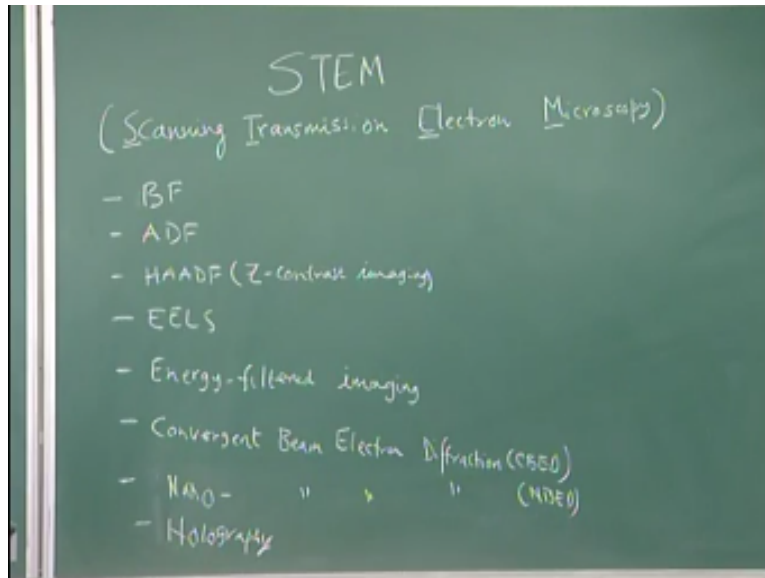 STEM
(Scanning Transmission Electron Microscopy)
- BF
- ADF
- HAADF (Z-contrast imaging)
- EELS
- Energy-filtered imaging
- Convergent Beam Electron Diffraction (CBED)
- Nano- " " " (NBED)
- Holography